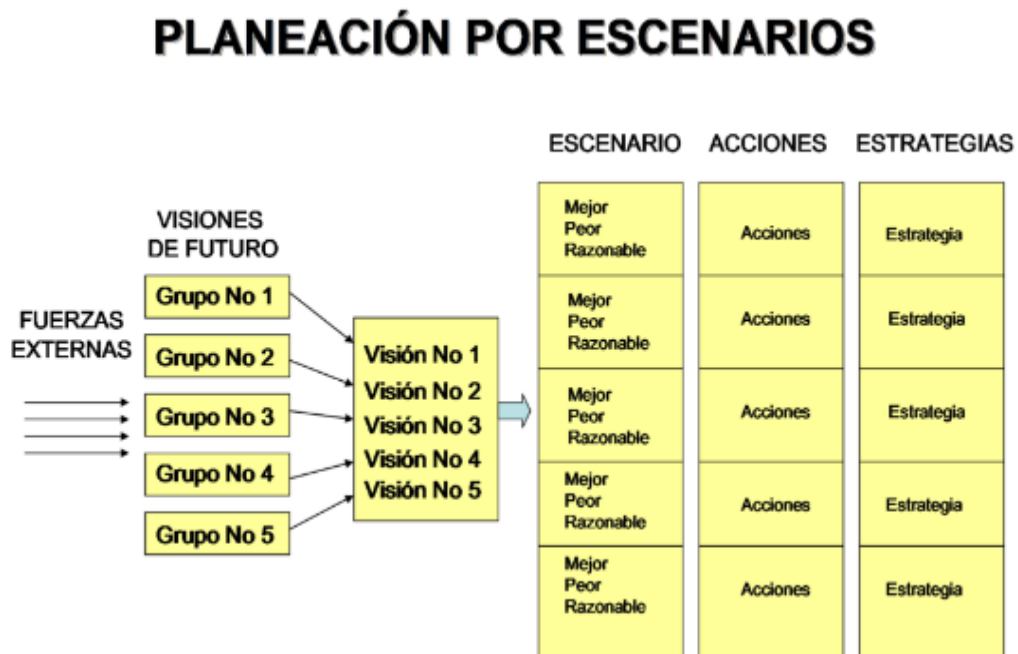 PLANEACIÓN POR ESCENARIOS
ESCENARIO
ACCIONES
ESTRATEGIAS
FUERZAS
EXTERNAS
VISIONES
DE FUTURO
Grupo No 1
Grupo No 2
Grupo No 3
Grupo No 4
Grupo No 5
Visión No 1
Visión No 2
Visión No 3
Visión No 4
Visión No 5
Mejor
Peor
Razonable
Acciones
Estrategia
Mejor
Peor
Razonable
Acciones
Estrategia
Mejor
Peor
Razonable
Acciones
Estrategia
Mejor
Peor
Razonable
Acciones
Estrategia
Mejor
Peor
Razonable
Acciones
Estrategia